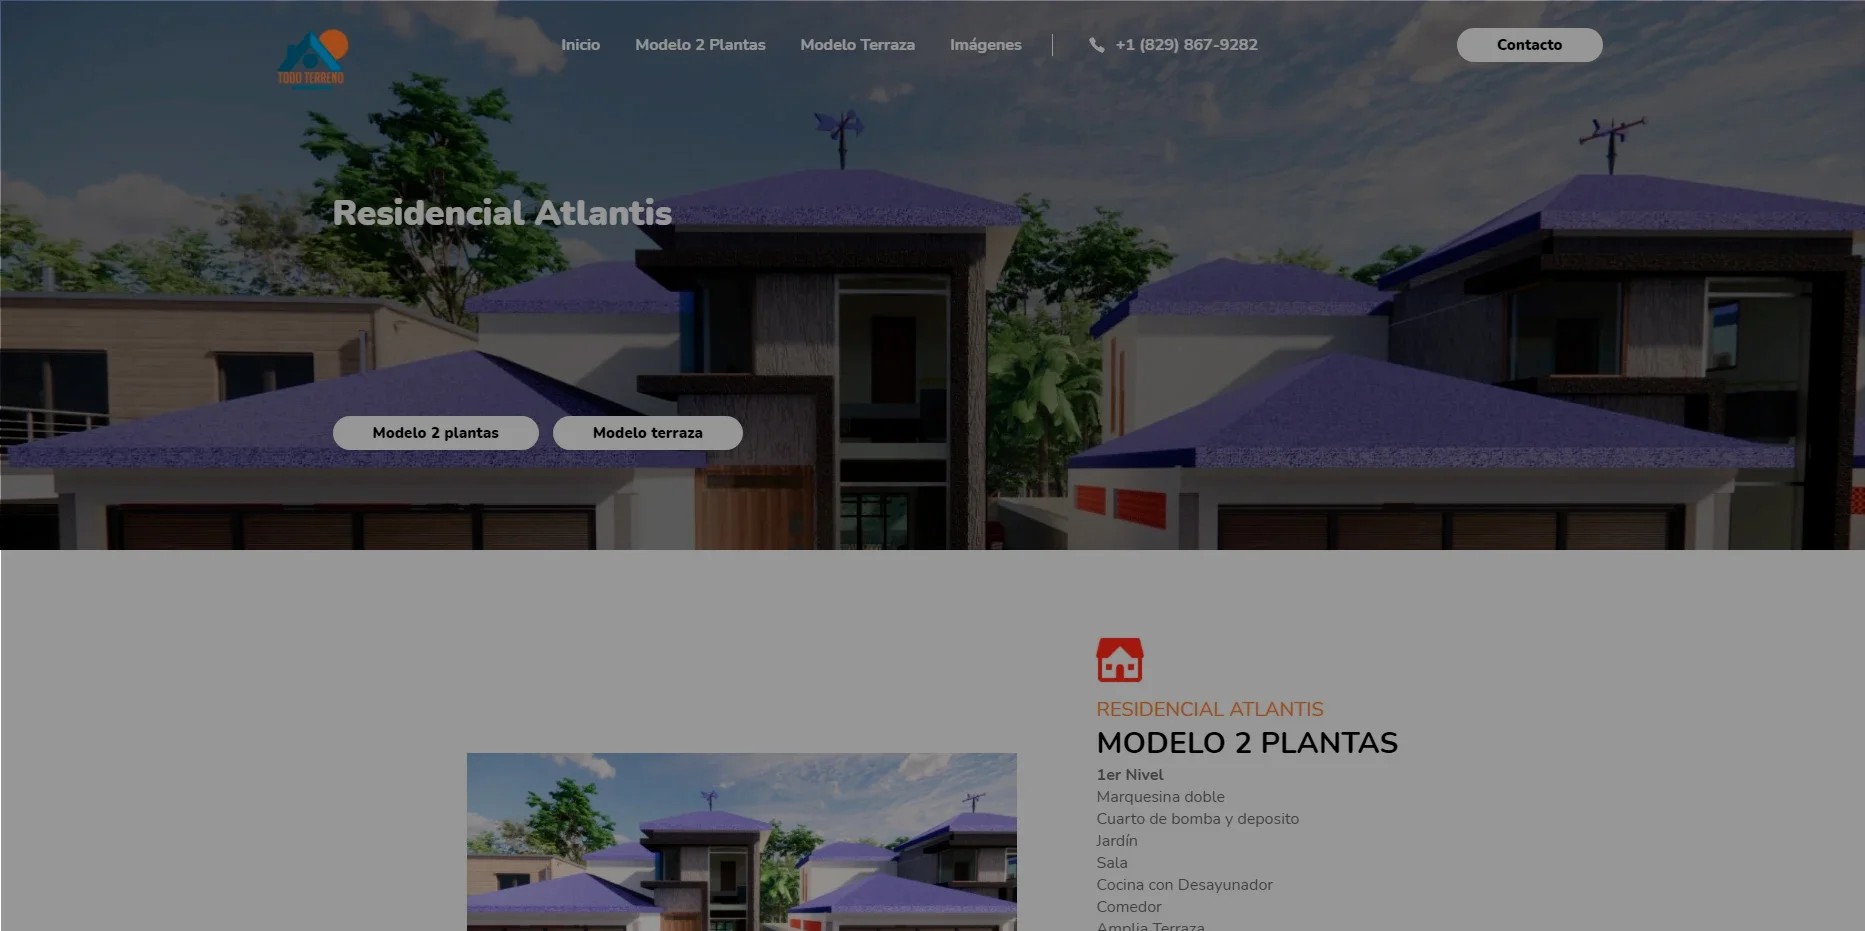 TODO TERRENO
Inicio
Modelo 2 Plantas
Modelo Terraza
Imágenes
+1 (829) 867-9282
Contacto
Residencial Atlantis
Modelo 2 plantas
Modelo terraza
RESIDENCIAL ATLANTIS
MODELO 2 PLANTAS
1er Nivel
Marquesina doble
Cuarto de bomba y deposito
Jardín
Sala
Cocina con Desayunador
Comedor
Amplia Terraza